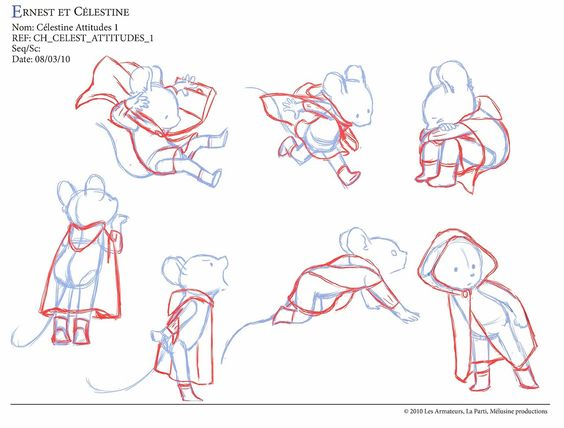 ERNEST ET CÉLESTINE
Nom: Célestine Attitudes 1
REF: CH_CELEST_ATTITUDES_1
Seq/Sc:
Date: 08/03/10
© 2010 Les Armateurs, La Parti, Mélusine productions